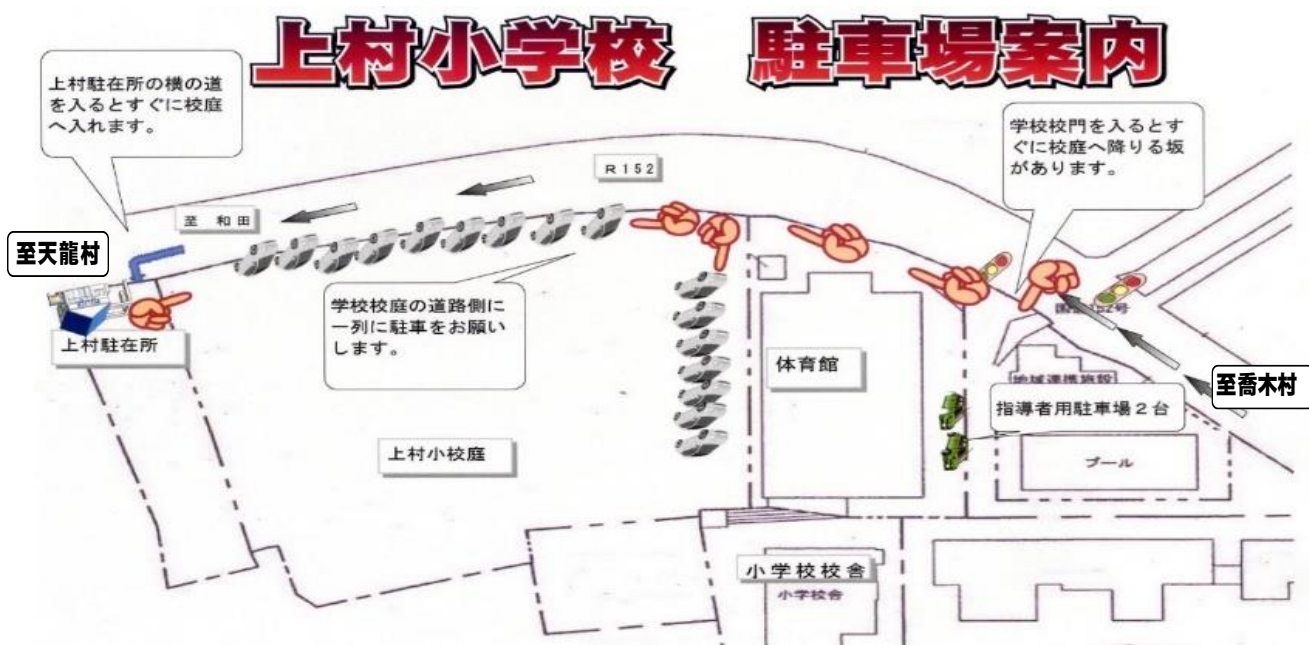 上村小学校 駐車場案内
上村駐在所の横の道
を入るとすぐに校庭
へ入れます。
学校校門を入るとす
ぐに校庭へ降りる坂
があります。
R152
至 和田
至天龍村
学校校庭の道路側に
一列に駐車をお願い
します。
上村駐在所
体育館
至喬木村
地域連携施設
指導者用駐車場2台
上村小校庭
プール
小学校校舎
小学校舎